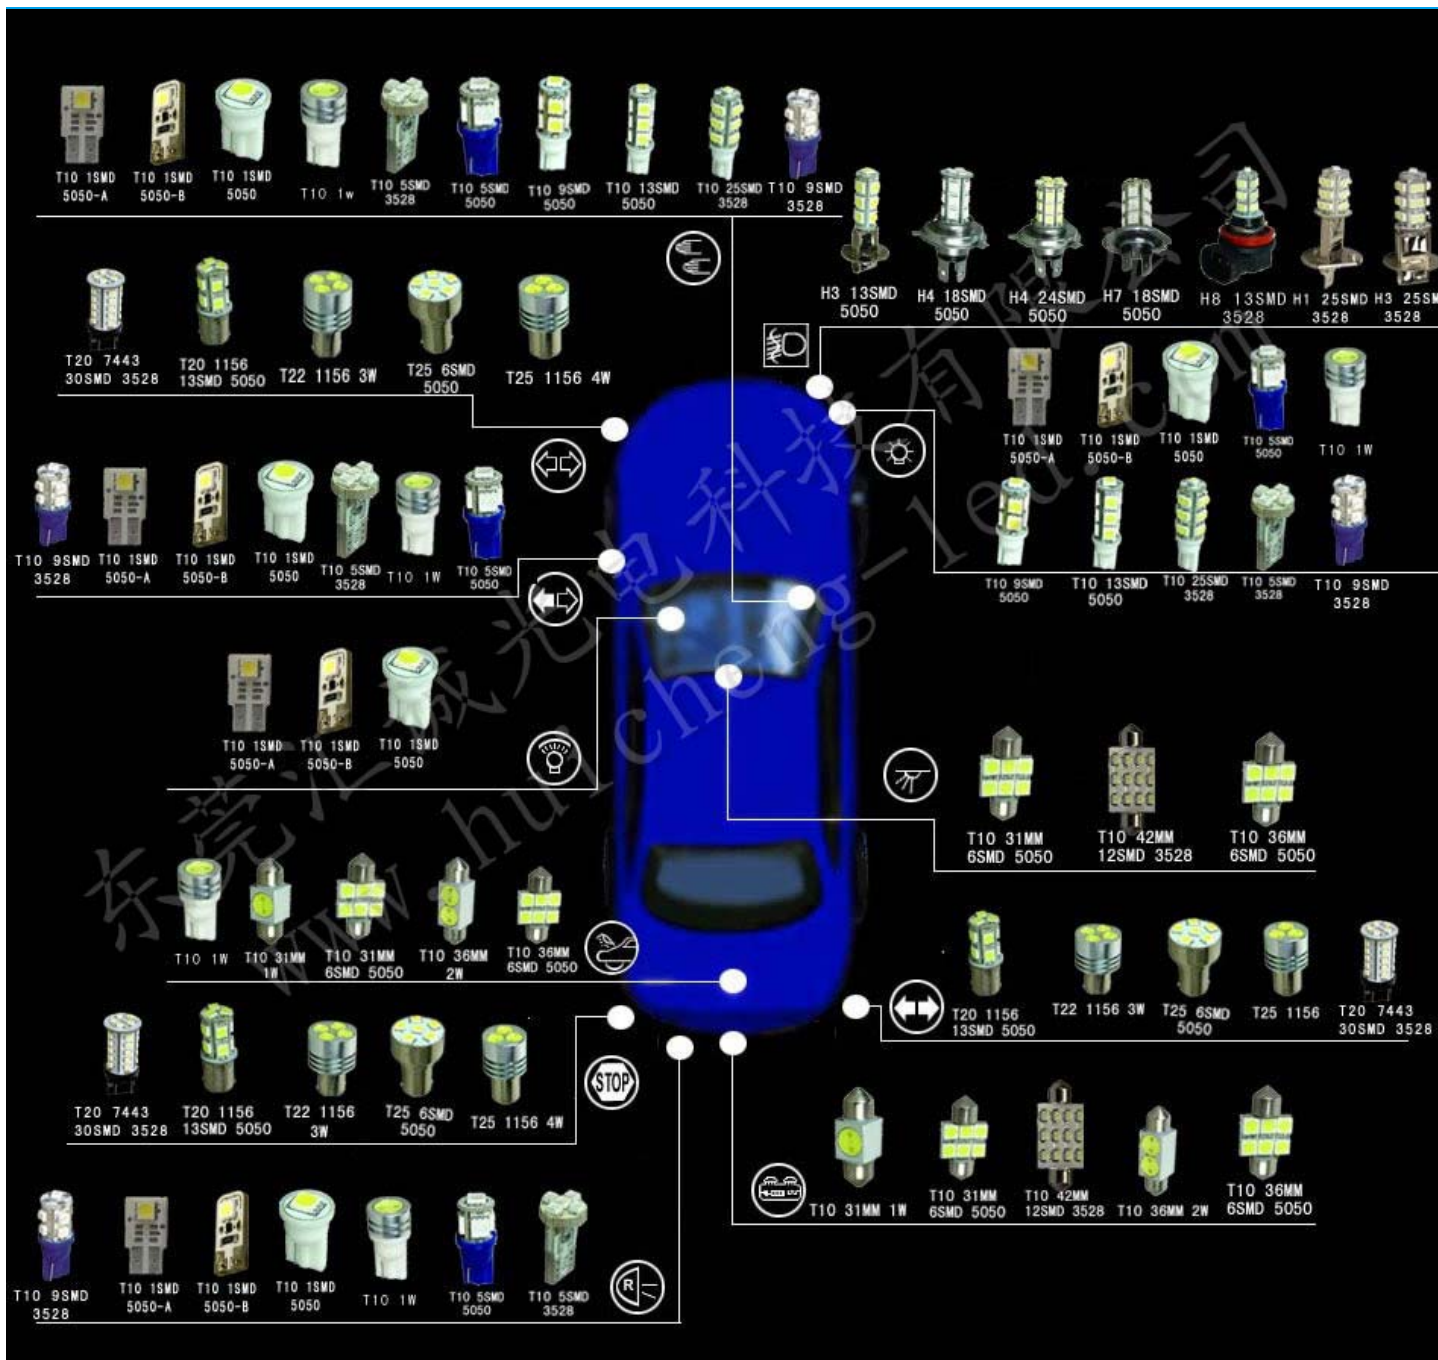 T10 1SMD
5050-A
T10 1SMD
5050-B
T10 1SMD
5050
T10 1w
T10 5SMD
3528
T10 5SMD
5050
T10 9SMD
5050
T10 13SMD
5050
T10 25SMD
3528
T10 9SMD
3528
H3 13SMD
5050
H4 18SMD
5050
H4 24SMD
5050
H7 18SMD
5050
H8 13SMD
3528
H1 25SMD
3528
H3 25SM
3528
T20 7443
30SMD 3528
T20 1156
13SMD 5050
T22 1156 3W
T25 6SMD
5050
T25 1156 4W
T10 1SMD
5050-A
T10 1SMD
5050-B
T10 1SMD
5050
T10 5SMD
5050
T10 1W
T10 9SMD
3528
T10 1SMD
5050-A
T10 1SMD
5050-B
T10 1SMD
5050
T10 5SMD
3528
T10 1W
T10 5SMD
5050
T10 9SMD
5050
T10 13SMD
5050
T10 25SMD
3528
T10 5SMD
3528
T10 9SMD
3528
T10 1SMD
5050-A
T10 1SMD
5050-B
T10 1SMD
5050
T10 31MM
6SMD 5050
T10 42MM
12SMD 3528
T10 36MM
6SMD 5050
T10 1W
T10 31MM
1W
T10 31MM
6SMD 5050
T10 36MM
2W
T10 36MM
6SMD 5050
T20 1156
13SMD 5050
T22 1156 3W
T25 6SMD
5050
T25 1156
T20 7443
30SMD 3528
T20 7443
30SMD 3528
T20 1156
13SMD 5050
T22 1156
3W
T25 6SMD
5050
T25 1156 4W
STOP
T10 31MM 1W
T10 31MM
6SMD 5050
T10 42MM
12SMD 3528
T10 36MM 2W
T10 36MM
6SMD 5050
T10 9SMD
3528
T10 1SMD
5050-A
T10 1SMD
5050-B
T10 1SMD
5050
T10 1W
T10 5SMD
5050
T10 5SMD
3528
R
东莞汇诚光电科技有限公司
www.huicheng-led.com